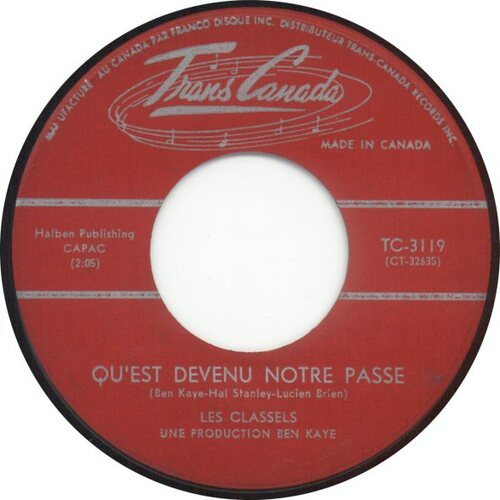 MANUFACTURÉ AU CANADA PAR FRANCO DISQUE INC. DISTRIBUTEUR TRANS-CANADA RECORDS INC.
Trans Canada
MADE IN CANADA
Halben Publishing
CAPAC
(2:05)
TC-3119
(CT-32635)
QU'EST DEVENU NOTRE PASSE
(Ben Kaye-Hal Stanley-Lucien Brien)
LES CLASSELS
UNE PRODUCTION BEN KAYE